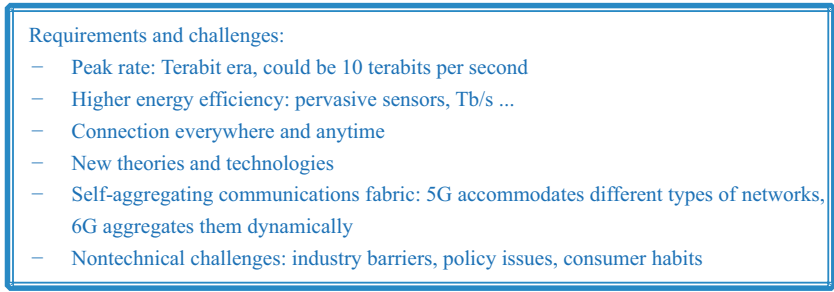 Requirements and challenges:
− Peak rate: Terabit era, could be 10 terabits per second
− Higher energy efficiency: pervasive sensors, Tb/s ...
− Connection everywhere and anytime
− New theories and technologies
− Self-aggregating communications fabric: 5G accommodates different types of networks,
6G aggregates them dynamically
− Nontechnical challenges: industry barriers, policy issues, consumer habits